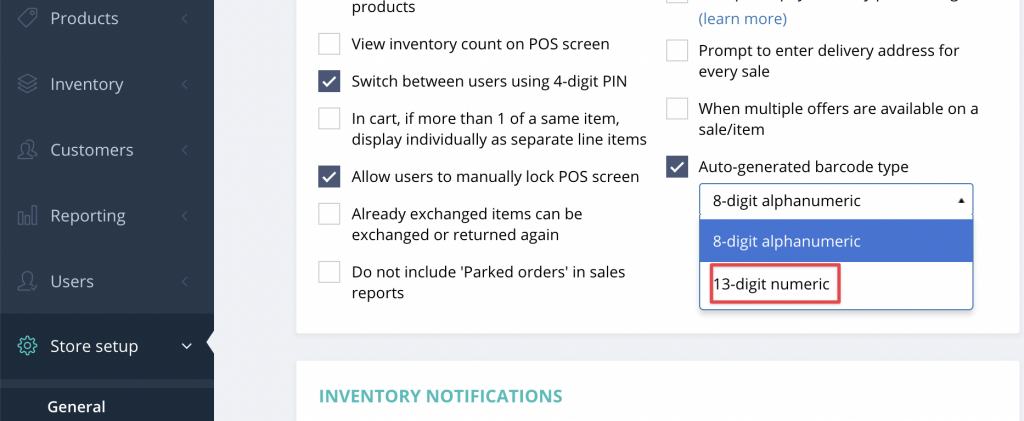 Products
Inventory
Customers
Reporting
Users
Store setup
General
products
View inventory count on POS screen
Switch between users using 4-digit PIN
In cart, if more than 1 of a same item,
display individually as separate line items
Allow users to manually lock POS screen
Already exchanged items can be
exchanged or returned again
Do not include 'Parked orders' in sales
reports
(learn more)
Prompt to enter delivery address for
every sale
When multiple offers are available on a
sale/item
Auto-generated barcode type
8-digit alphanumeric
8-digit alphanumeric
13-digit numeric
INVENTORY NOTIFICATIONS